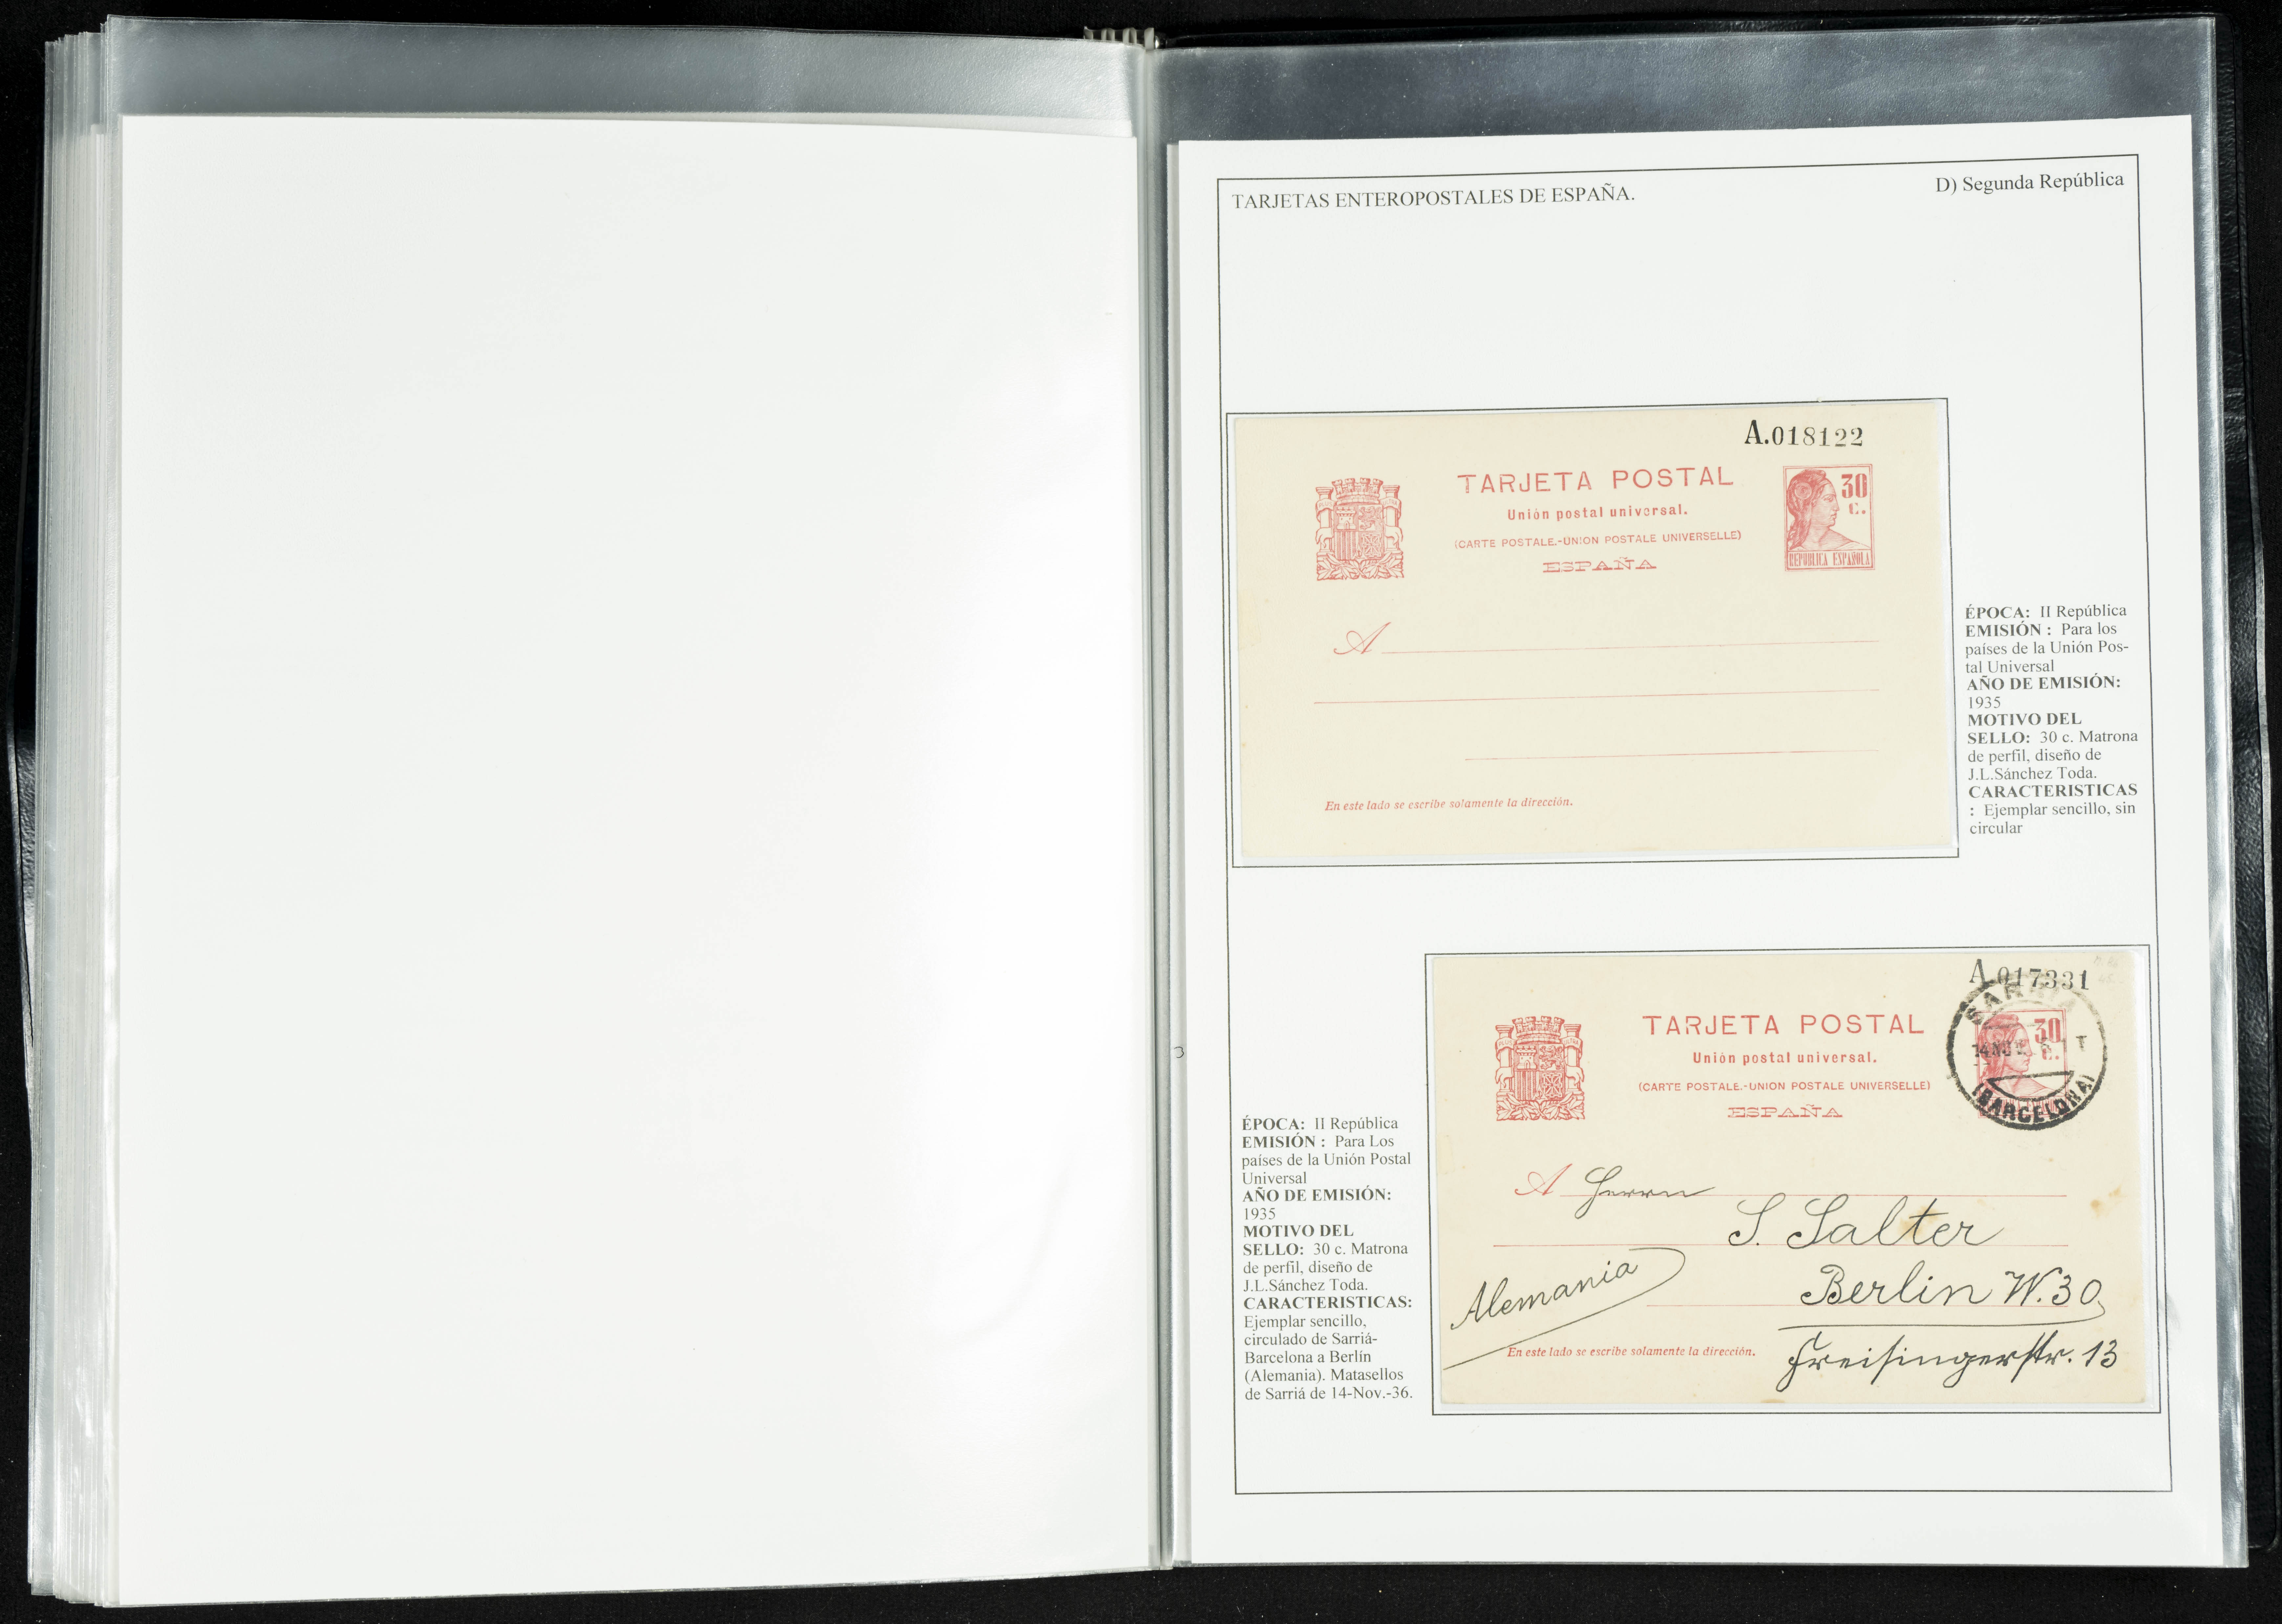 TARJETAS ENTEROPOSTALES DE ESPAÑA.
D) Segunda República
A.018122
TARJETA POSTAL
Unión postal universal.
(CARTE POSTALE.-UNION POSTALE UNIVERSELLE)
ESPAÑA
30
C.
REPUBLICA ESPAÑOLA
A
En este lado se escribe solamente la dirección.
ÉPOCA: II República
EMISIÓN : Para los
países de la Unión Pos-
tal Universal
AÑO DE EMISIÓN:
1935
MOTIVO DEL
SELLO: 30 c. Matrona
de perfil, diseño de
J.L.Sánchez Toda.
CARACTERISTICAS
: Ejemplar sencillo, sin
circular
A.017331
TARJETA POSTAL
Unión postal universal.
(CARTE POSTALE.-UNION POSTALE UNIVERSELLE)
ESPAÑA
30
C.
SARRIA
(BARCELONA)
A Herrn
S. Salter
Alemania
Berlin W.30
En este lado se escribe solamente la dirección.
Freisingerstr. 13
ÉPOCA: II República
EMISIÓN : Para Los
países de la Unión Postal
Universal
AÑO DE EMISIÓN:
1935
MOTIVO DEL
SELLO: 30 c. Matrona
de perfil, diseño de
J.L.Sánchez Toda.
CARACTERISTICAS:
Ejemplar sencillo,
circulado de Sarriá-
Barcelona a Berlín
(Alemania). Matasellos
de Sarriá de 14-Nov.-36.